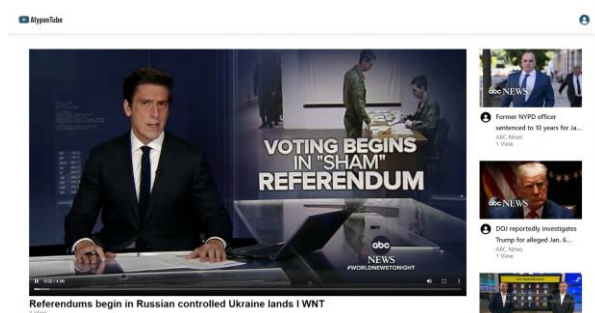 AtyponTube
VOTING BEGINS
IN "SHAM"
REFERENDUM
abc
NEWS
#WORLDNEWSTONIGHT
0:02 / 4:06
Referendums begin in Russian controlled Ukraine lands I WNT
1 View
abc NEWS
Former NYPD officer
sentenced to 10 years for Ja...
ABC News
1 View
abc NEWS
DOJ reportedly investigates
Trump for alleged Jan. 6...
ABC News
1 View